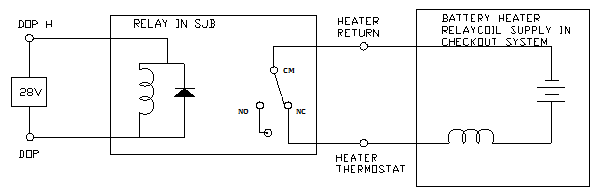 DOP H
RELAY IN SJB
HEATER
RETURN
BATTERY HEATER
RELAYCOIL SUPPLY IN
CHECKOUT SYSTEM
28V
CM
NO
NC
DOP
HEATER
THERMOSTAT